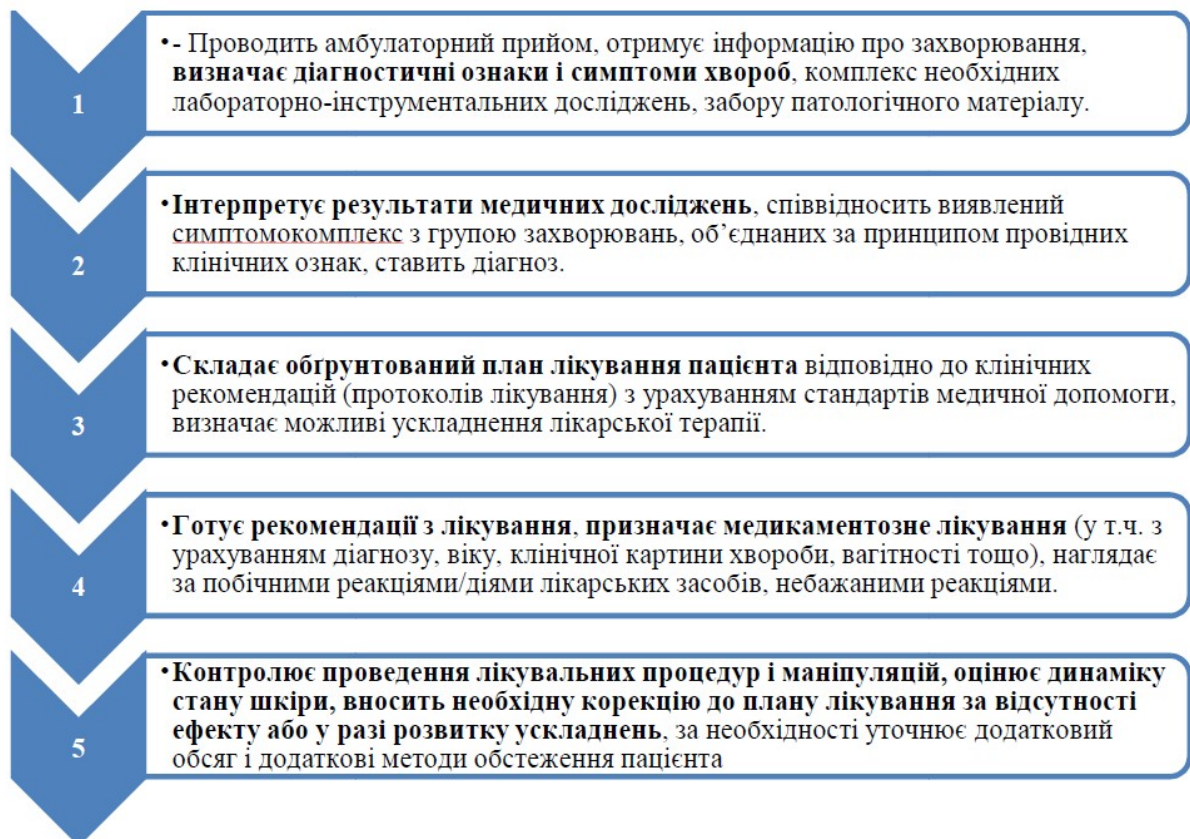 1
•- Проводить амбулаторний прийом, отримує інформацію про захворювання,
визначає діагностичні ознаки і симптоми хвороб, комплекс необхідних
лабораторно-інструментальних досліджень, забору патологічного матеріалу.
2
•Інтерпретує результати медичних досліджень, співвідносить виявлений
симптомокомплекс з групою захворювань, об’єднаних за принципом провідних
клінічних ознак, ставить діагноз.
3
•Складає обґрунтований план лікування пацієнта відповідно до клінічних
рекомендацій (протоколів лікування) з урахуванням стандартів медичної допомоги,
визначає можливі ускладнення лікарської терапії.
4
•Готує рекомендації з лікування, призначає медикаментозне лікування (у т.ч. з
урахуванням діагнозу, віку, клінічної картини хвороби, вагітності тощо), наглядає
за побічними реакціями/діями лікарських засобів, небажаними реакціями.
5
•Контролює проведення лікувальних процедур і маніпуляцій, оцінює динаміку
стану шкіри, вносить необхідну корекцію до плану лікування за відсутності
ефекту або у разі розвитку ускладнень, за необхідності уточнює додатковий
обсяг і додаткові методи обстеження пацієнта